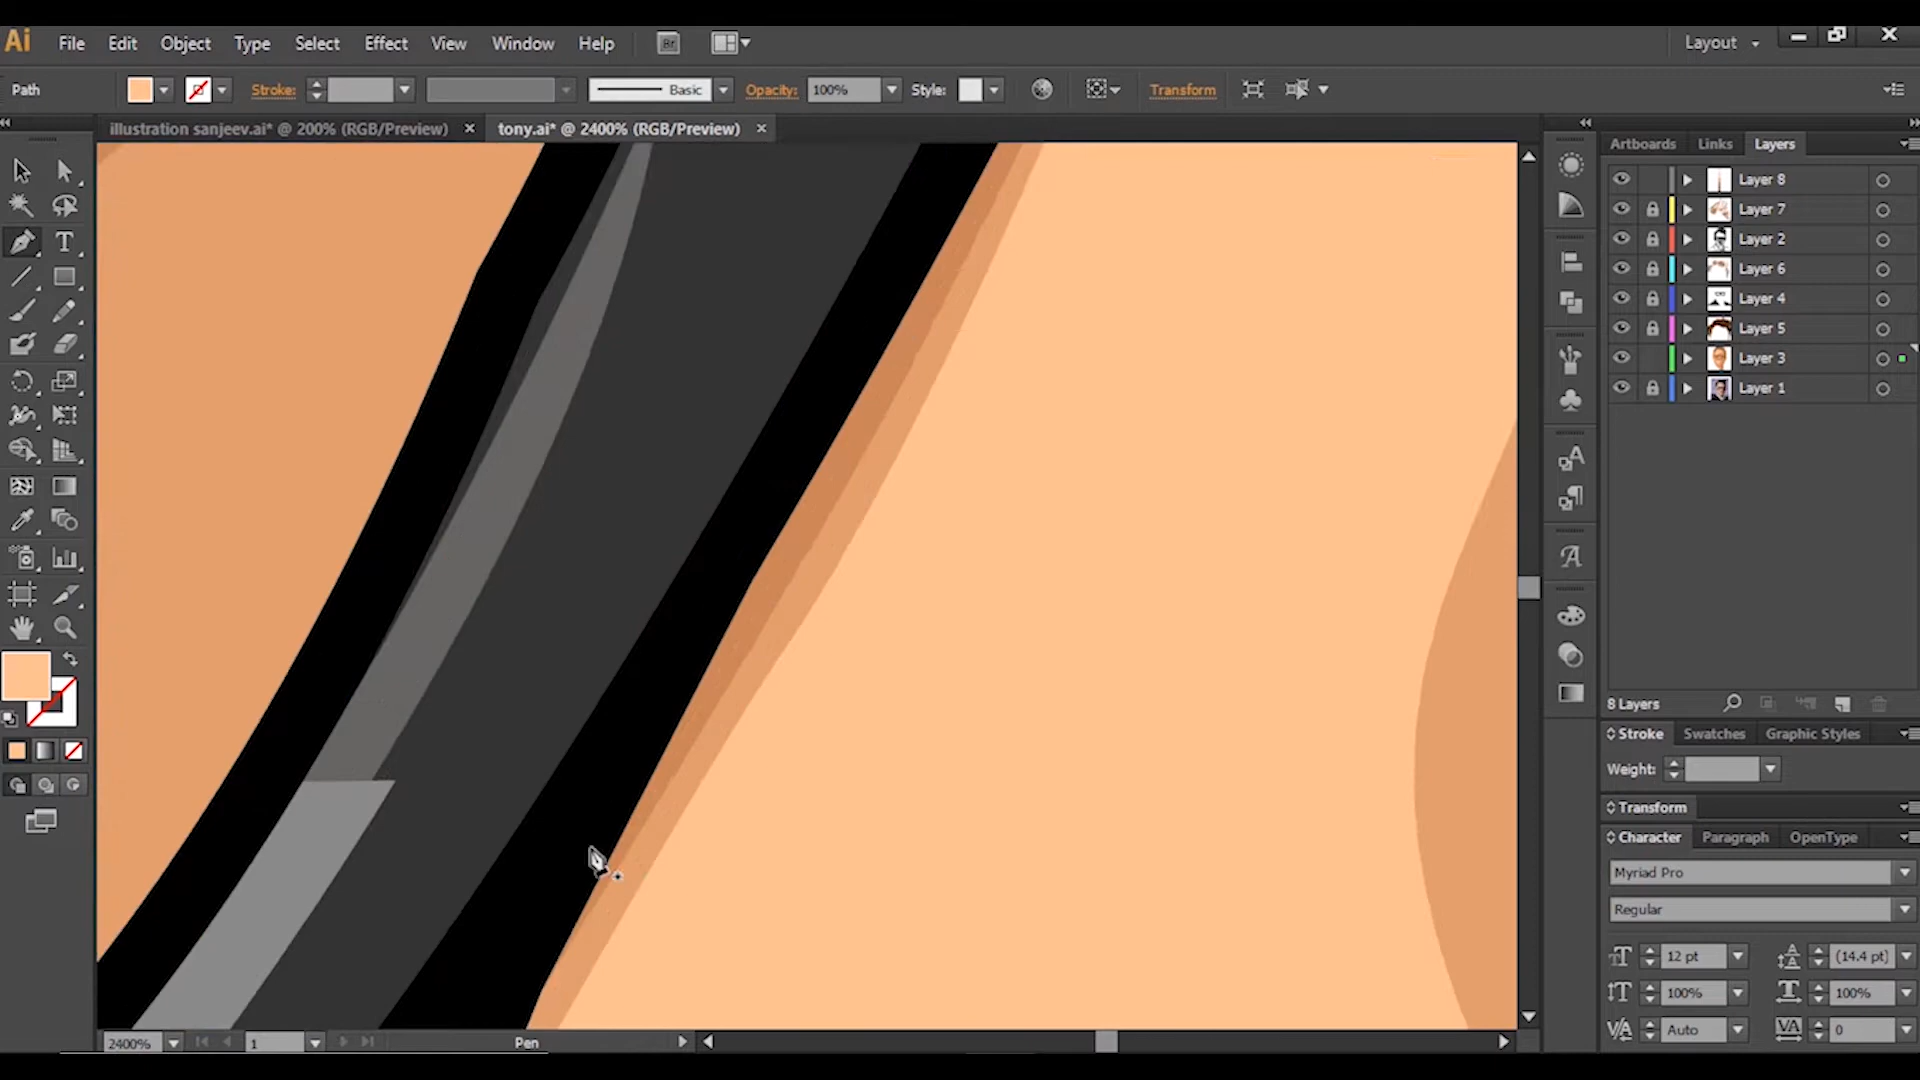 Ai File Edit Object Type Select Effect View Window Help Br Layout
Path Stroke: Basic Opacity: 100% Style: Transform
illustration sanjeev.ai* @ 200% (RGB/Preview) × tony.ai* @ 2400% (RGB/Preview) ×
Artboards Links Layers
Layer 8
Layer 7
Layer 2
Layer 6
Layer 4
Layer 5
Layer 3
Layer 1
8 Layers
Stroke Swatches Graphic Styles
Weight:
Transform
Character Paragraph OpenType
Myriad Pro
Regular
12 pt (14.4 pt)
100% 100%
Auto 0
2400% 1 Pen